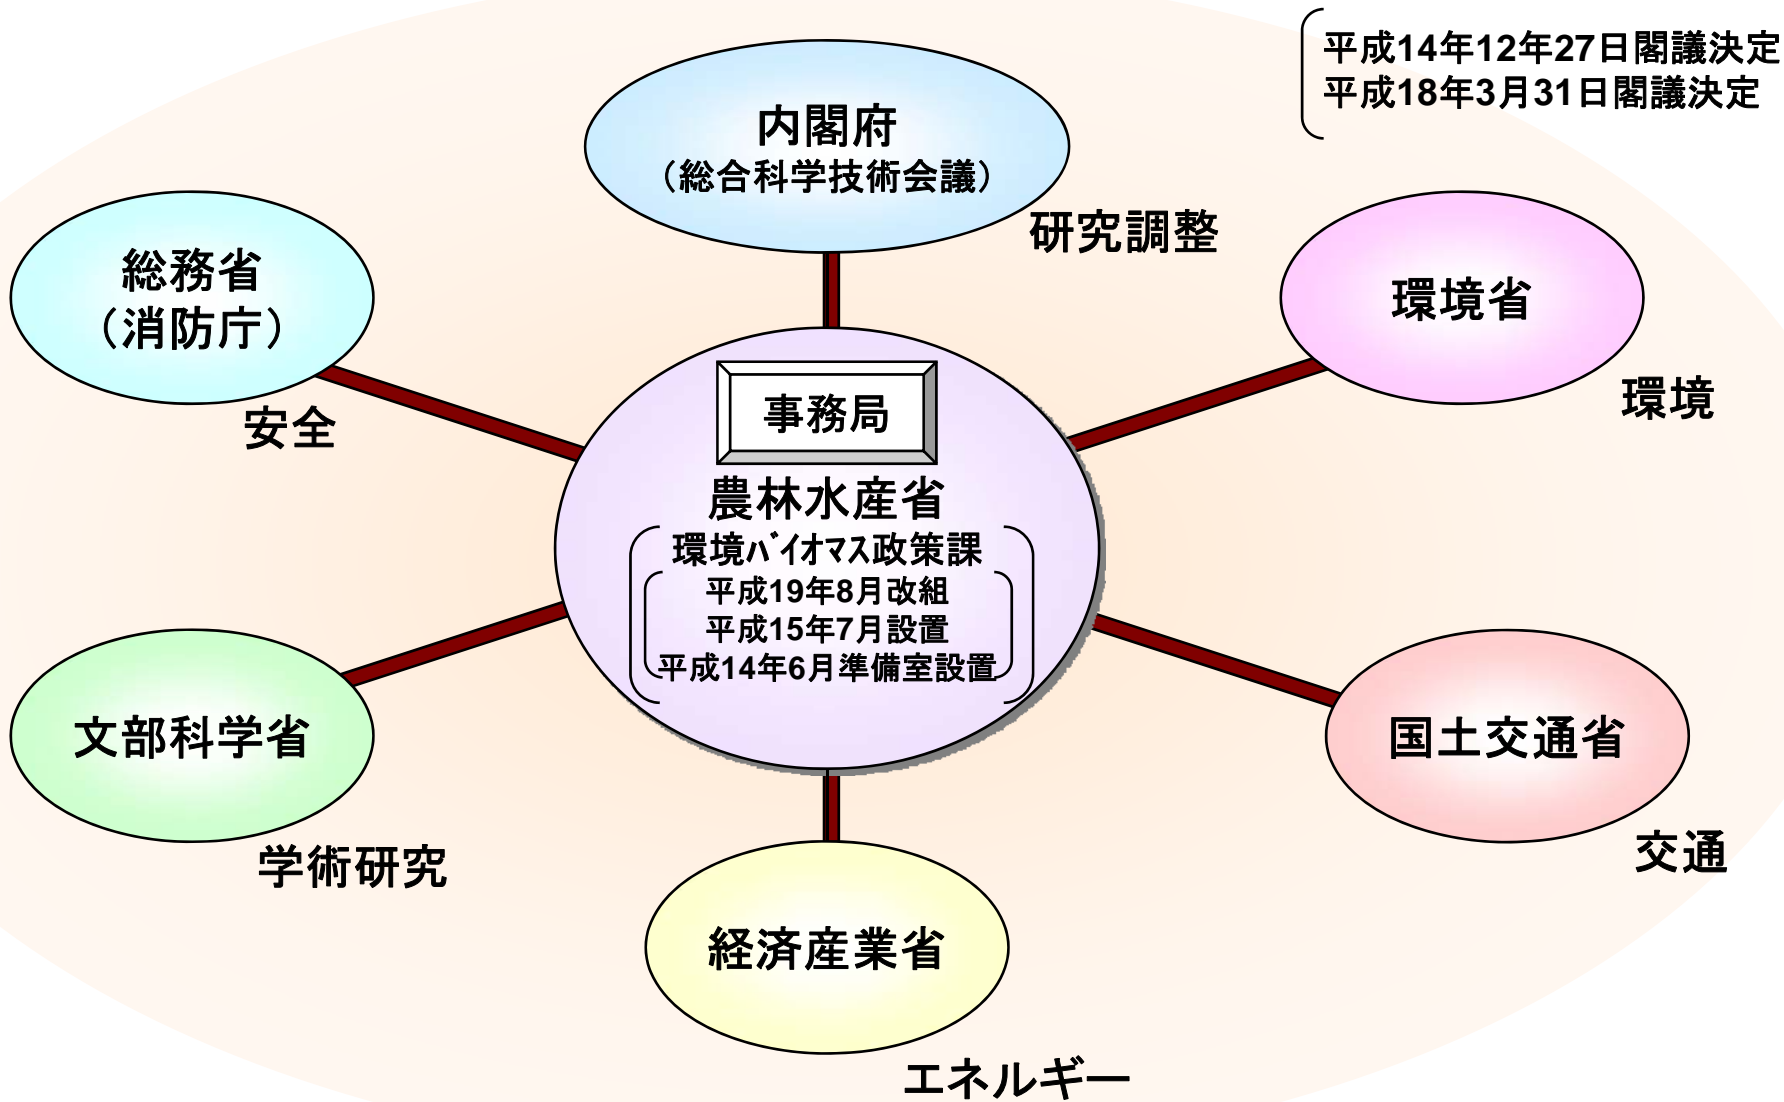 平成14年12年27日閣議決定
平成18年3月31日閣議決定
内閣府
（総合科学技術会議）
研究調整
総務省
（消防庁）
安全
環境省
環境
事務局
農林水産省
環境ﾊﾞｲｵﾏｽ政策課
平成19年8月改組
平成15年7月設置
平成14年6月準備室設置
文部科学省
学術研究
国土交通省
交通
経済産業省
エネルギー